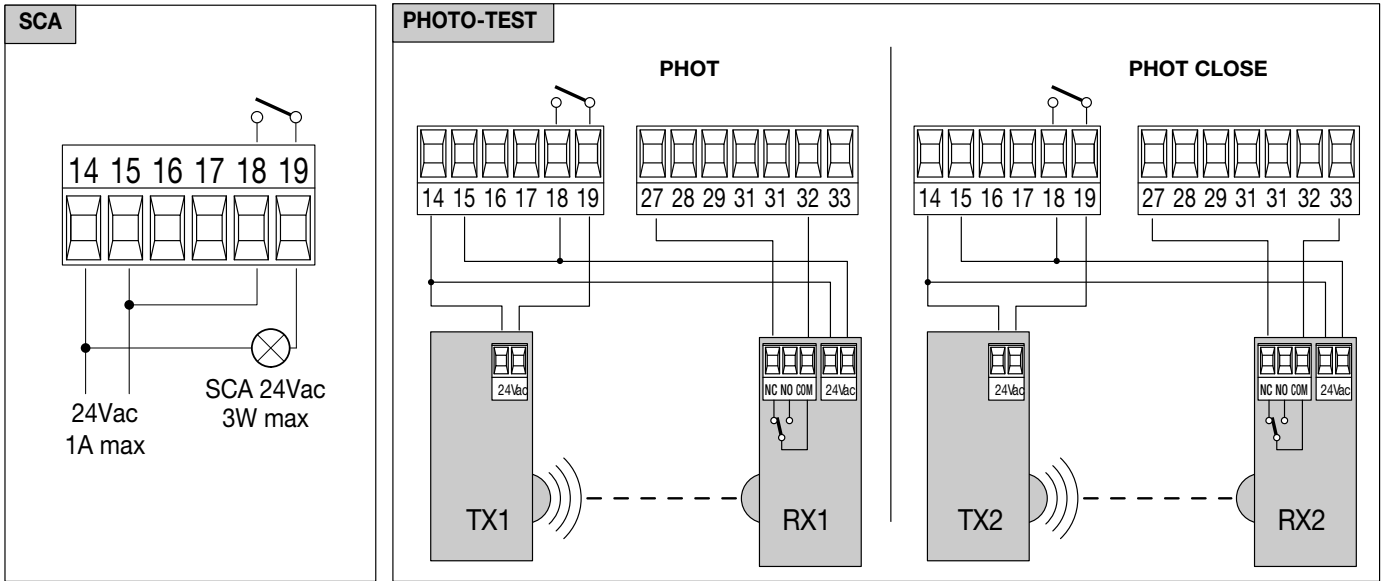 SCA
14 15 16 17 18 19
24Vac
1A max
SCA 24Vac
3W max
PHOTO-TEST
PHOT
14 15 16 17 18 19
27 28 29 31 31 32 33
24Vac
NC NO COM
24Vac
TX1
RX1
PHOT CLOSE
14 15 16 17 18 19
27 28 29 31 31 32 33
24Vac
NC NO COM
24Vac
TX2
RX2